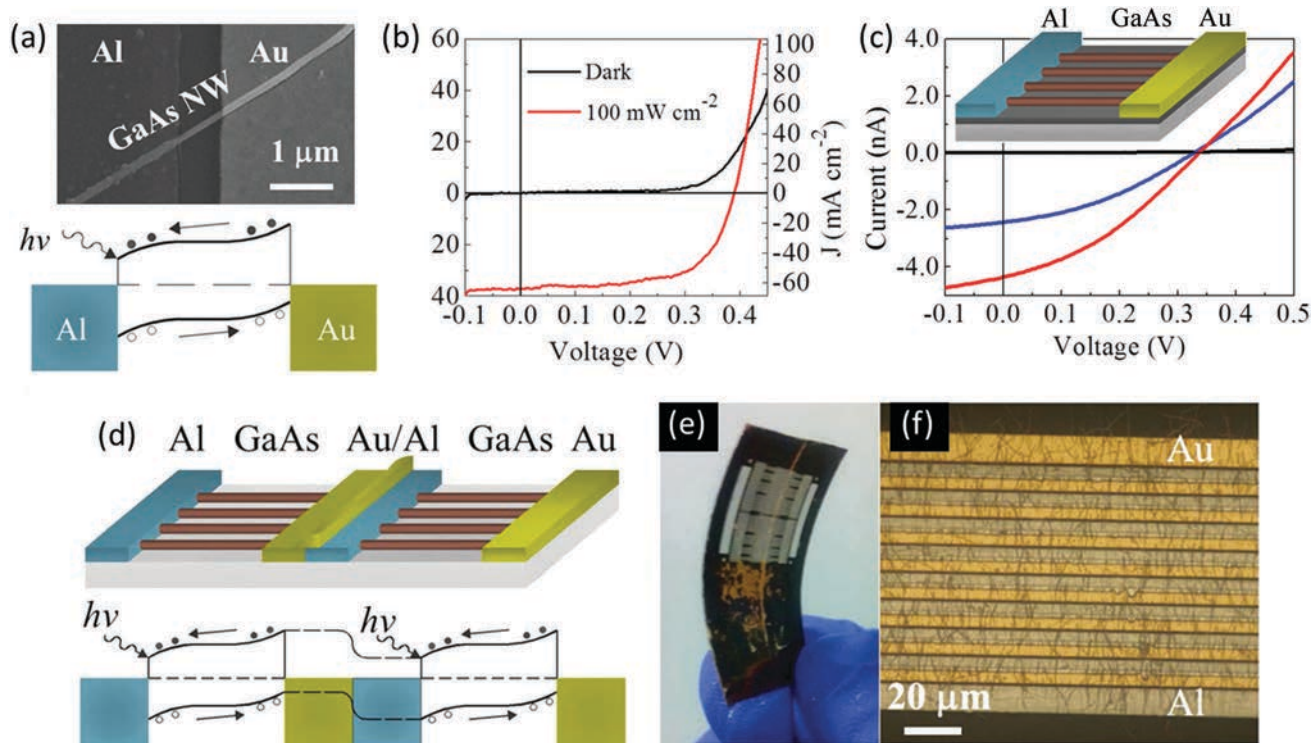 (a)
Al
Au
GaAs NW
1 μm
hν
Al
Au
(b)
60
40
20
0
20
40
100
80
60
40
20
0
-20
-40
-60
Dark
100 mW cm⁻²
J (mA cm⁻²)
-0.1 0.0 0.1 0.2 0.3 0.4
Voltage (V)
(c)
Al GaAs Au
4.0
2.0
0.0
-2.0
-4.0
Current (nA)
-0.1 0.0 0.1 0.2 0.3 0.4 0.5
Voltage (V)
(d)
Al GaAs Au/Al GaAs Au
hν
hν
(e)
(f)
Au
20 μm
Al